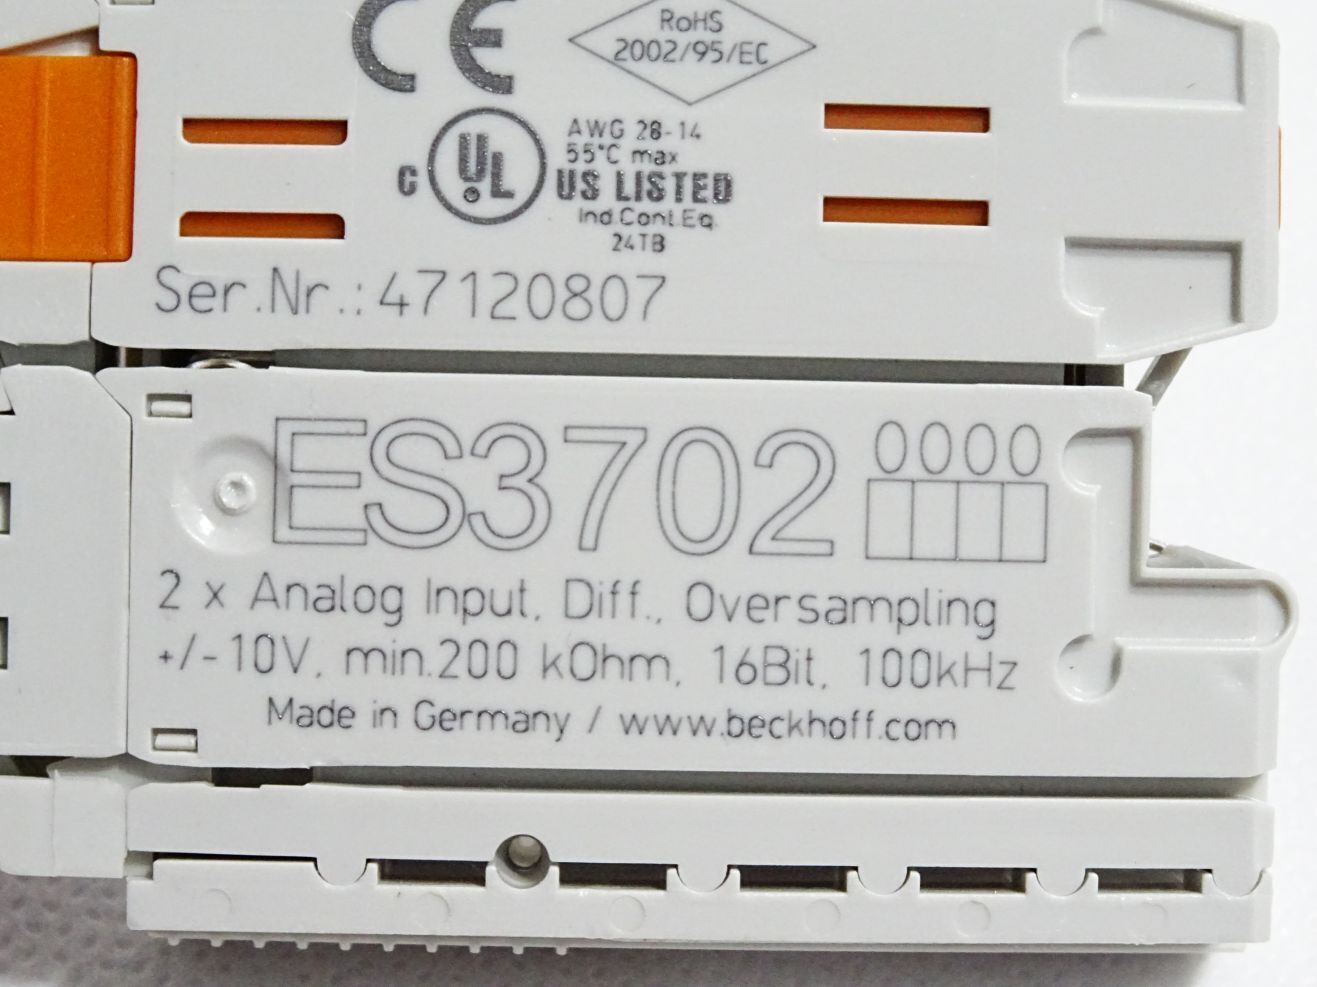 CE
RoHS
2002/95/EC
AWG 28-14
55°C max
C UL US LISTED
Ind.Cont.Eq.
24TB
Ser.Nr.: 47120807
ES3702
2 x Analog Input, Diff., Oversampling
+/-10V, min.200 kOhm, 16Bit, 100kHz
Made in Germany / www.beckhoff.com